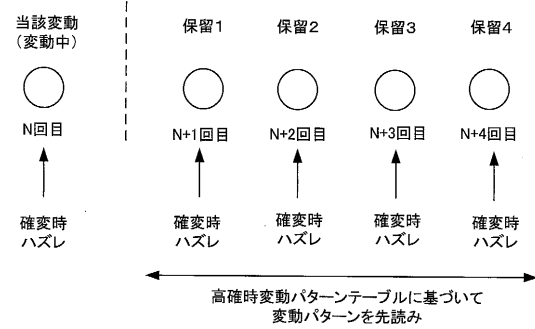 当該変動
（変動中）
保留1
保留2
保留3
保留4
N回目
N+1回目
N+2回目
N+3回目
N+4回目
確変時
ハズレ
確変時
ハズレ
確変時
ハズレ
確変時
ハズレ
確変時
ハズレ
高確時変動パターンテーブルに基づいて
変動パターンを先読み